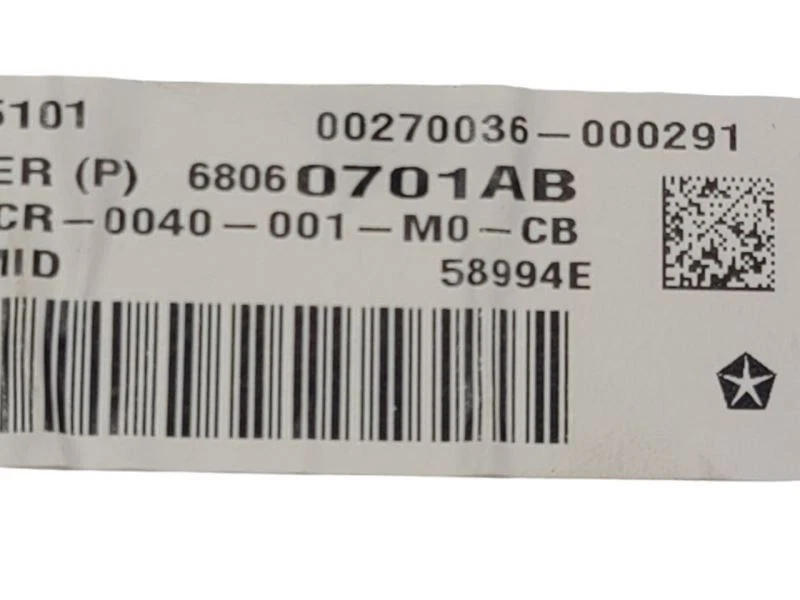 5101 00270036-000291
ER (P) 68060701AB
CR-0040-001-M0-CB
MID 58994E